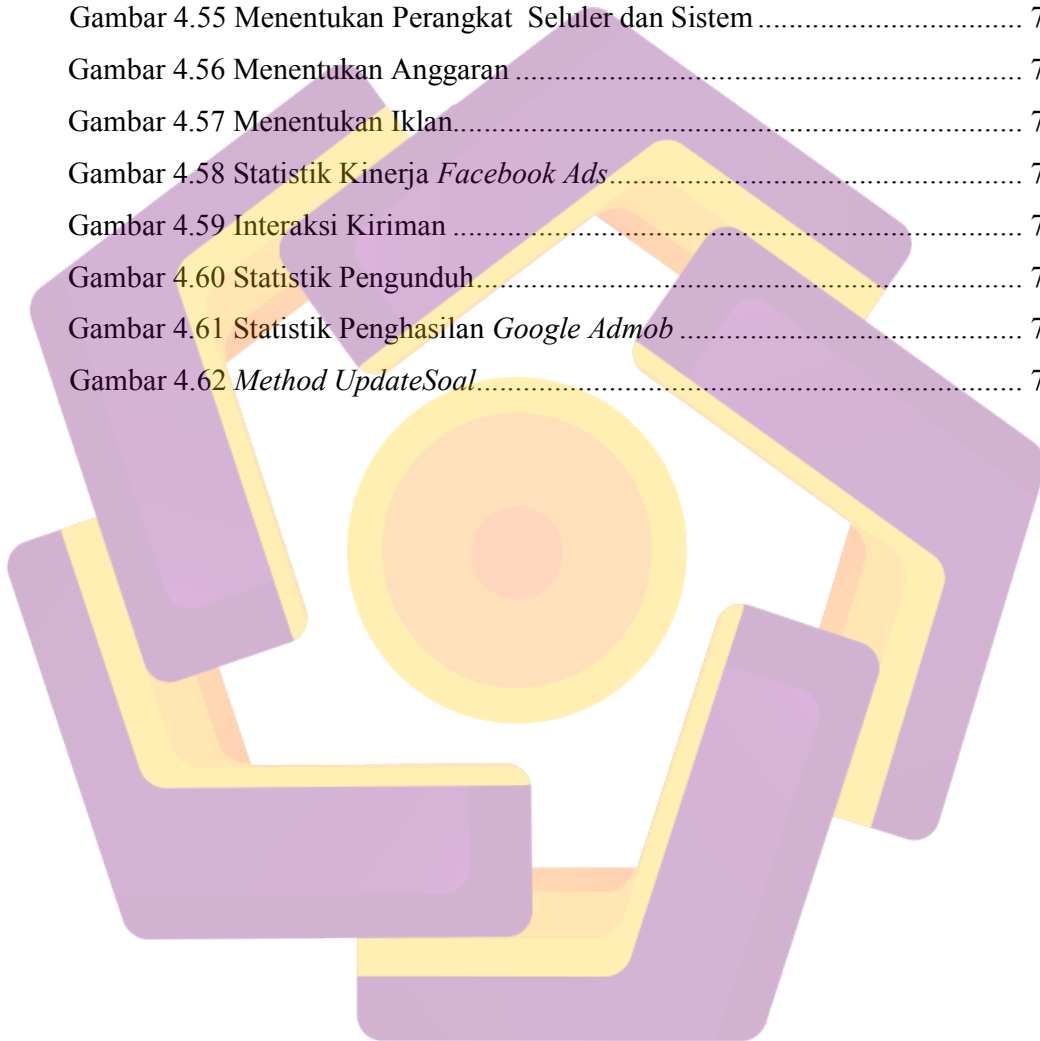 Gambar 4.55 Menentukan Perangkat  Seluler dan Sistem .................................. 7
Gambar 4.56 Menentukan Anggaran .................................................................. 7
Gambar 4.57 Menentukan Iklan.......................................................................... 7
Gambar 4.58 Statistik Kinerja Facebook Ads...................................................... 7
Gambar 4.59 Interaksi Kiriman .......................................................................... 7
Gambar 4.60 Statistik Pengunduh....................................................................... 7
Gambar 4.61 Statistik Penghasilan Google Admob ............................................ 7
Gambar 4.62 Method UpdateSoal....................................................................... 7